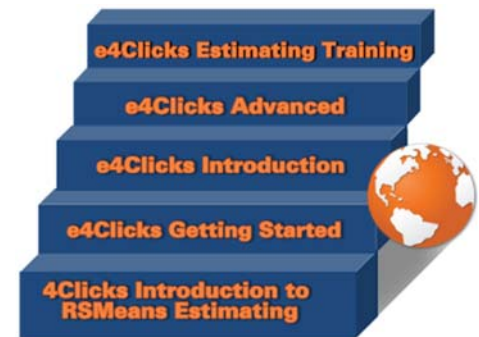 e4Clicks Estimating Training
e4Clicks Advanced
e4Clicks Introduction
e4Clicks Getting Started
4Clicks Introduction to
RSMeans Estimating